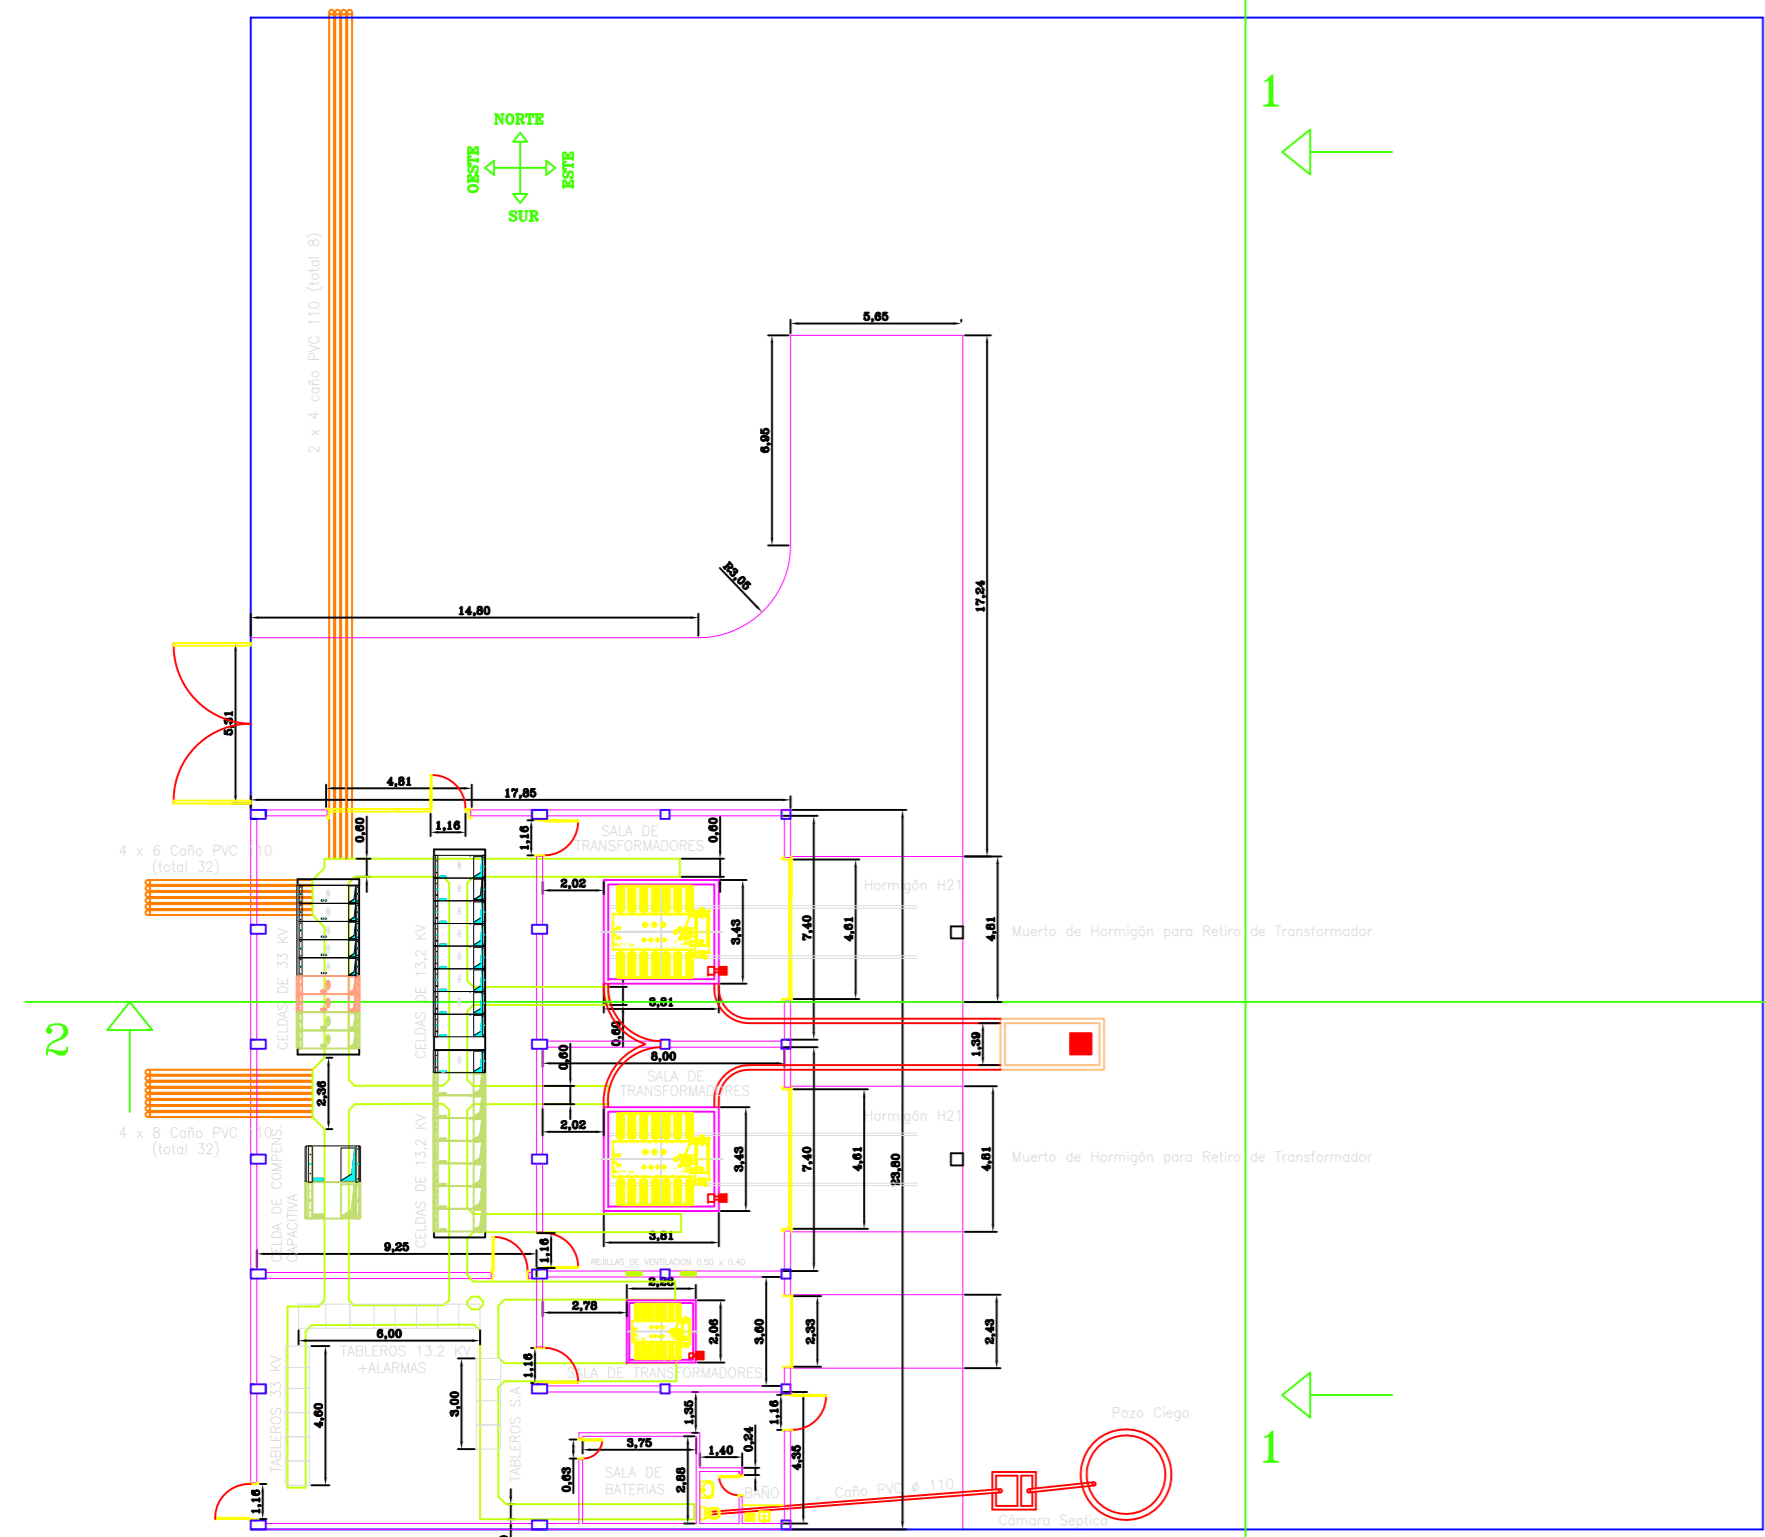 1
NORTE
OESTE
ESTE
SUR
2 x 4 caño PVC 110 (total 8)
5,65
6,95
R3,05
17,24
14,80
5,31
4,81
17,85
1,16
0,60
1,16
SALA DE
TRANSFORMADORES
0,60
4 x 6 Caño PVC 110
(total 32)
2,02
Hormigón H21
3,43
7,40
4,61
4,81
Muerto de Hormigón para Retiro de Transformador
CELDAS DE 33 KV
CELDAS DE 13,2 KV
2
3,81
0,60
0,60
8,00
1,39
SALA DE
TRANSFORMADORES
2,36
4 x 8 Caño PVC 110
(total 32)
2,02
Hormigón H21
3,43
7,40
4,61
23,80
4,81
Muerto de Hormigón para Retiro de Transformador
CELDA DE COMPENS.
CAPACITIVA
CELDAS DE 13,2 KV
3,81
9,25
1,16
REJILLAS DE VENTILACION 0.50 x 0.40
2,28
2,78
2,06
3,60
2,33
2,43
6,00
TABLEROS 13.2 KV
+ALARMAS
1,16
SALA DE TRANSFORMADORES
TABLEROS 33 KV
4,60
3,00
TABLEROS S.A
1,35
1,16
4,35
3,75
1,40
0,24
0,63
2,88
SALA DE
BATERIAS
BAÑO
Caño PVC ø 110
Pozo Ciego
Cámara Septica
1,16
1